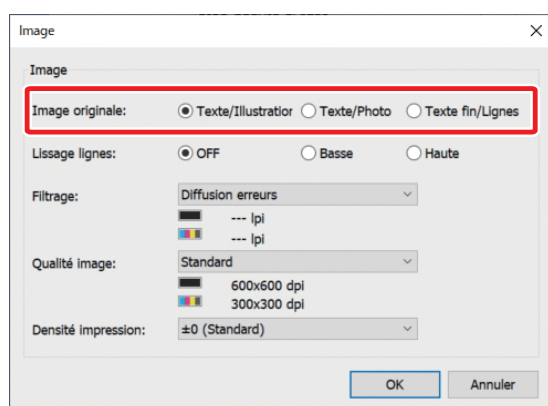 Image
Image
Image originale: Texte/Illustration Texte/Photo Texte fin/Lignes
Lissage lignes: OFF Basse Haute
Filtrage: Diffusion erreurs
--- lpi
--- lpi
Qualité image: Standard
600x600 dpi
300x300 dpi
Densité impression: ±0 (Standard)
OK Annuler